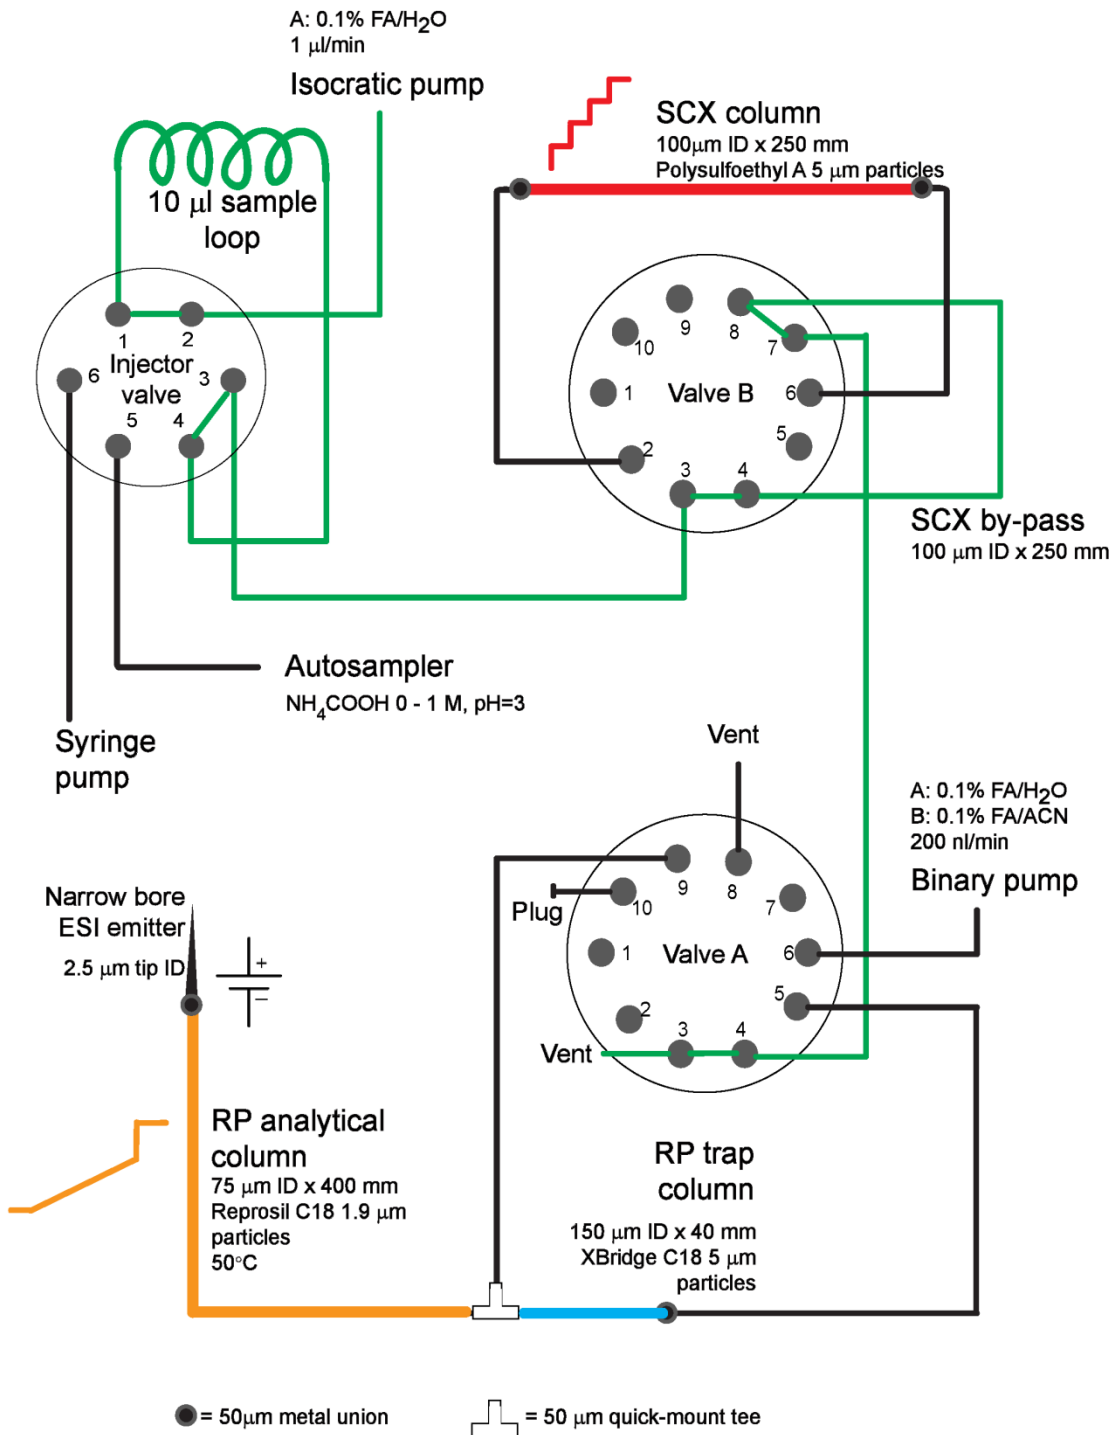 A: 0.1% FA/H₂O
1 µl/min
Isocratic pump
10 µl sample
loop
1
2
Injector
valve
3
4
5
6
SCX column
100µm ID x 250 mm
Polysulfoethyl A 5 µm particles
9
8
10
7
1
Valve B
6
2
5
3
4
SCX by-pass
100 µm ID x 250 mm
Autosampler
NH₄COOH 0 - 1 M, pH=3
Syringe
pump
Vent
A: 0.1% FA/H₂O
B: 0.1% FA/ACN
200 nl/min
Binary pump
9
8
Plug
10
7
1
Valve A
6
2
5
3
4
Vent
Narrow bore
ESI emitter
2.5 µm tip ID
+
−
RP analytical
column
75 µm ID x 400 mm
Reprosil C18 1.9 µm
particles
50°C
RP trap
column
150 µm ID x 40 mm
XBridge C18 5 µm
particles
= 50µm metal union
= 50 µm quick-mount tee